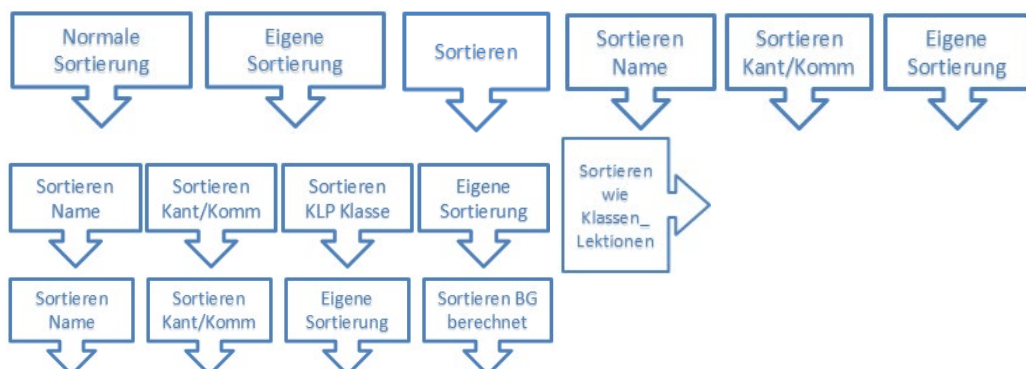 Normale
Sortierung
Eigene
Sortierung
Sortieren
Sortieren
Name
Sortieren
Kant/Komm
Eigene
Sortierung
Sortieren
Name
Sortieren
Kant/Komm
Sortieren
KLP Klasse
Eigene
Sortierung
Sortieren
wie
Klassen_
Lektionen
Sortieren
Name
Sortieren
Kant/Komm
Eigene
Sortierung
Sortieren BG
berechnet